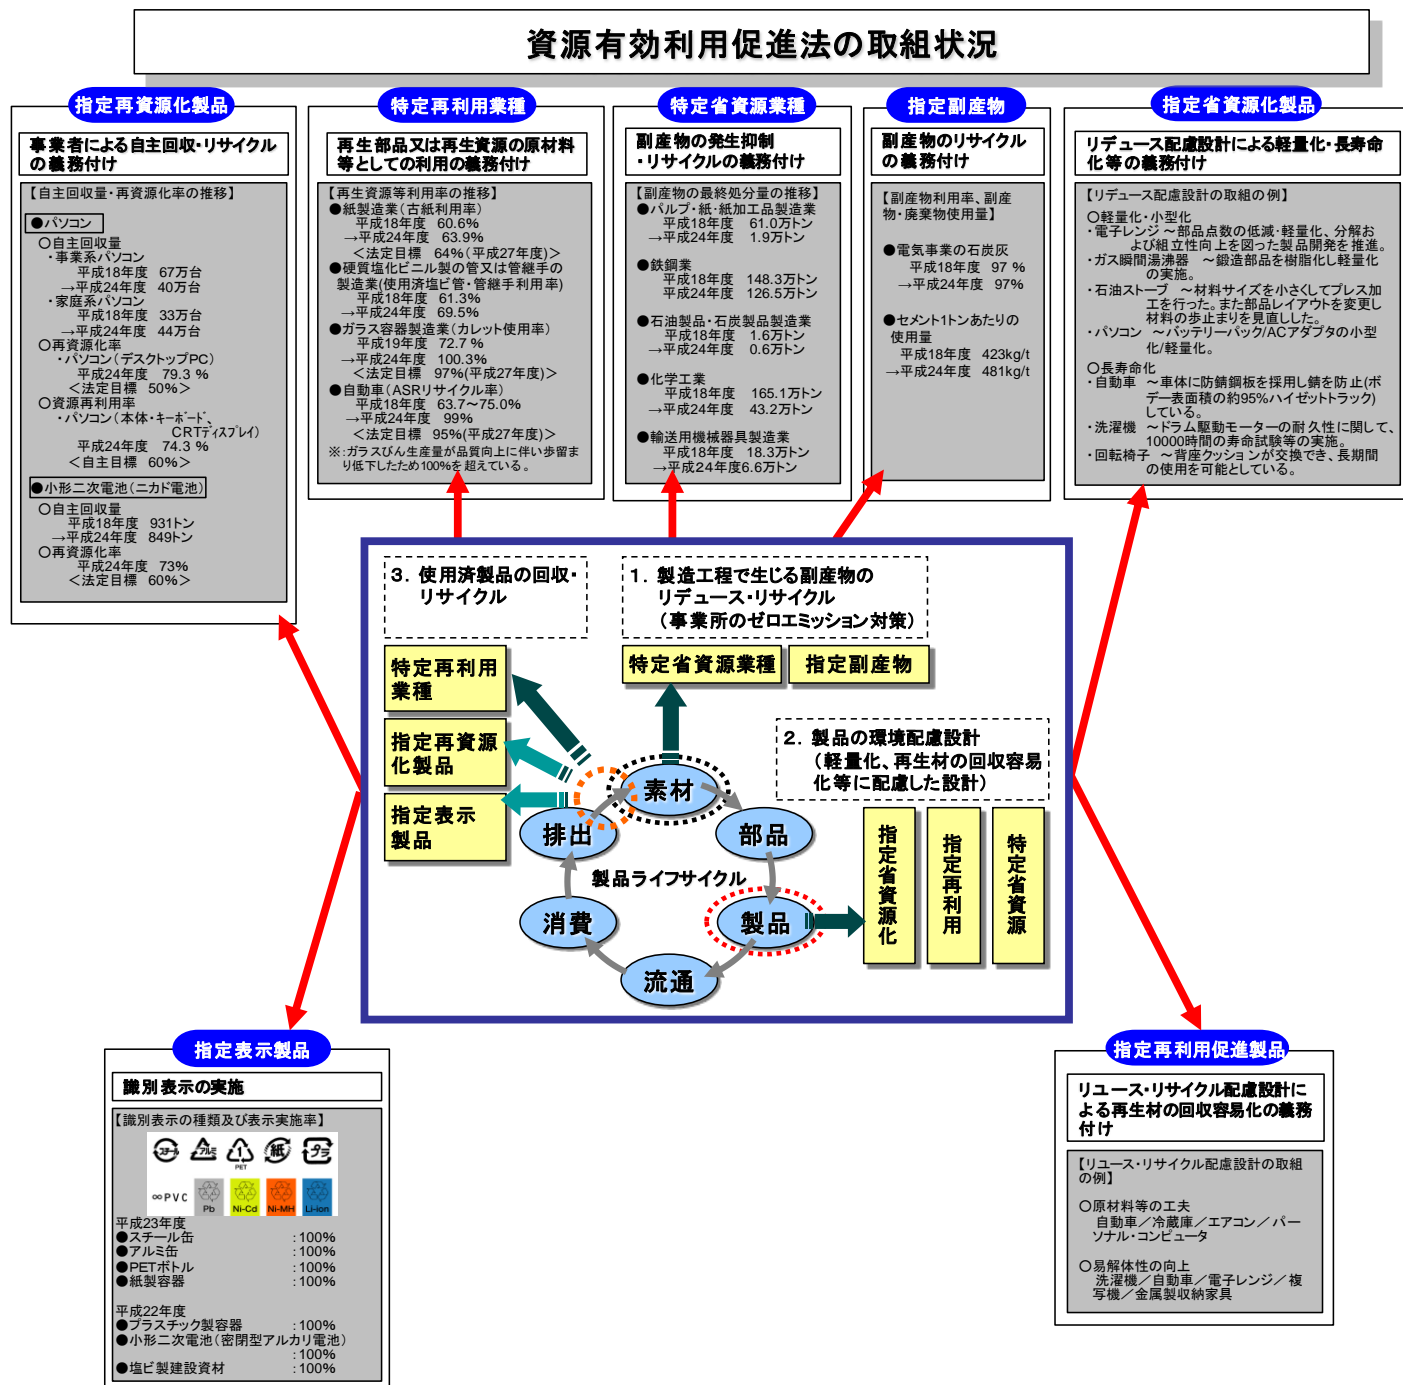 資源有効利用促進法の取組状況
指定再資源化製品
事業者による自主回収・リサイクル
の義務付け
【自主回収量・再資源化率の推移】
●パソコン
○自主回収量
・事業系パソコン
平成18年度 67万台
→平成24年度 40万台
・家庭系パソコン
平成18年度 33万台
→平成24年度 44万台
○再資源化率
・パソコン(デスクトップPC)
平成24年度 79.3 %
<法定目標 50%>
○資源再利用率
・パソコン(本体・キーボード、
CRTディスプレイ)
平成24年度 74.3 %
<自主目標 60%>
●小形二次電池(ニカド電池)
○自主回収量
平成18年度 931トン
→平成24年度 849トン
○再資源化率
平成24年度 73%
<法定目標 60%>
特定再利用業種
再生部品又は再生資源の原材料
等としての利用の義務付け
【再生資源等利用率の推移】
●紙製造業(古紙利用率)
平成18年度 60.6%
→平成24年度 63.9%
<法定目標 64%(平成27年度)>
●硬質塩化ビニル製の管又は管継手の
製造業(使用済塩ビ管・管継手利用率)
平成18年度 61.3%
→平成24年度 69.5%
●ガラス容器製造業(カレット使用率)
平成19年度 72.7 %
→平成24年度 100.3%
<法定目標 97%(平成27年度)>
●自動車(ASRリサイクル率)
平成18年度 63.7~75.0%
→平成24年度 99%
<法定目標 95%(平成27年度)>
※:ガラスびん生産量が品質向上に伴い歩留ま
り低下したため100%を超えている。
特定省資源業種
副産物の発生抑制
・リサイクルの義務付け
【副産物の最終処分量の推移】
●パルプ・紙・紙加工品製造業
平成18年度 61.0万トン
→平成24年度 1.9万トン
●鉄鋼業
平成18年度 148.3万トン
平成24年度 126.5万トン
●石油製品・石炭製品製造業
平成18年度 1.6万トン
→平成24年度 0.6万トン
●化学工業
平成18年度 165.1万トン
→平成24年度 43.2万トン
●輸送用機械器具製造業
平成18年度 18.3万トン
→平成24年度6.6万トン
指定副産物
副産物のリサイクル
の義務付け
【副産物利用率、副産
物・廃棄物使用量】
●電気事業の石炭灰
平成18年度 97 %
→平成24年度 97%
●セメント1トンあたりの
使用量
平成18年度 423kg/t
→平成24年度 481kg/t
指定省資源化製品
リデュース配慮設計による軽量化・長寿命
化等の義務付け
【リデュース配慮設計の取組の例】
○軽量化・小型化
・電子レンジ ~部品点数の低減・軽量化、分解お
よび組立性向上を図った製品開発を推進。
・ガス瞬間湯沸器 ~鍛造部品を樹脂化し軽量化
の実施。
・石油ストーブ ~材料サイズを小さくしてプレス加
工を行った。また部品レイアウトを変更し
材料の歩止まりを見直しした。
・パソコン ~バッテリーパック/ACアダプタの小型
化/軽量化。
○長寿命化
・自動車 ~車体に防錆鋼板を採用し錆を防止(ボ
デー表面積の約95%ハイゼットトラック)
している。
・洗濯機 ~ドラム駆動モーターの耐久性に関して、
10000時間の寿命試験等の実施。
・回転椅子 ~背座クッションが交換でき、長期間
の使用を可能としている。
3. 使用済製品の回収・
リサイクル
1. 製造工程で生じる副産物の
リデュース・リサイクル
(事業所のゼロエミッション対策)
特定再利用
業種
指定再資源
化製品
指定表示
製品
特定省資源業種
指定副産物
2. 製品の環境配慮設計
(軽量化、再生材の回収容易
化等に配慮した設計)
指定省資源化
指定再利用
特定省資源
素材
部品
製品
流通
消費
排出
製品ライフサイクル
指定表示製品
識別表示の実施
【識別表示の種類及び表示実施率】
スチール
アルミ
1
PET
紙
プラ
∞PVC
Pb
Ni-Cd
Ni-MH
Li-ion
平成23年度
●スチール缶 :100%
●アルミ缶 :100%
●PETボトル :100%
●紙製容器 :100%
平成22年度
●プラスチック製容器 :100%
●小形二次電池(密閉型アルカリ電池)
:100%
●塩ビ製建設資材 :100%
指定再利用促進製品
リユース・リサイクル配慮設計に
よる再生材の回収容易化の義務
付け
【リユース・リサイクル配慮設計の取組
の例】
○原材料等の工夫
自動車/冷蔵庫/エアコン/パー
ソナル・コンピュータ
○易解体性の向上
洗濯機/自動車/電子レンジ/複
写機/金属製収納家具